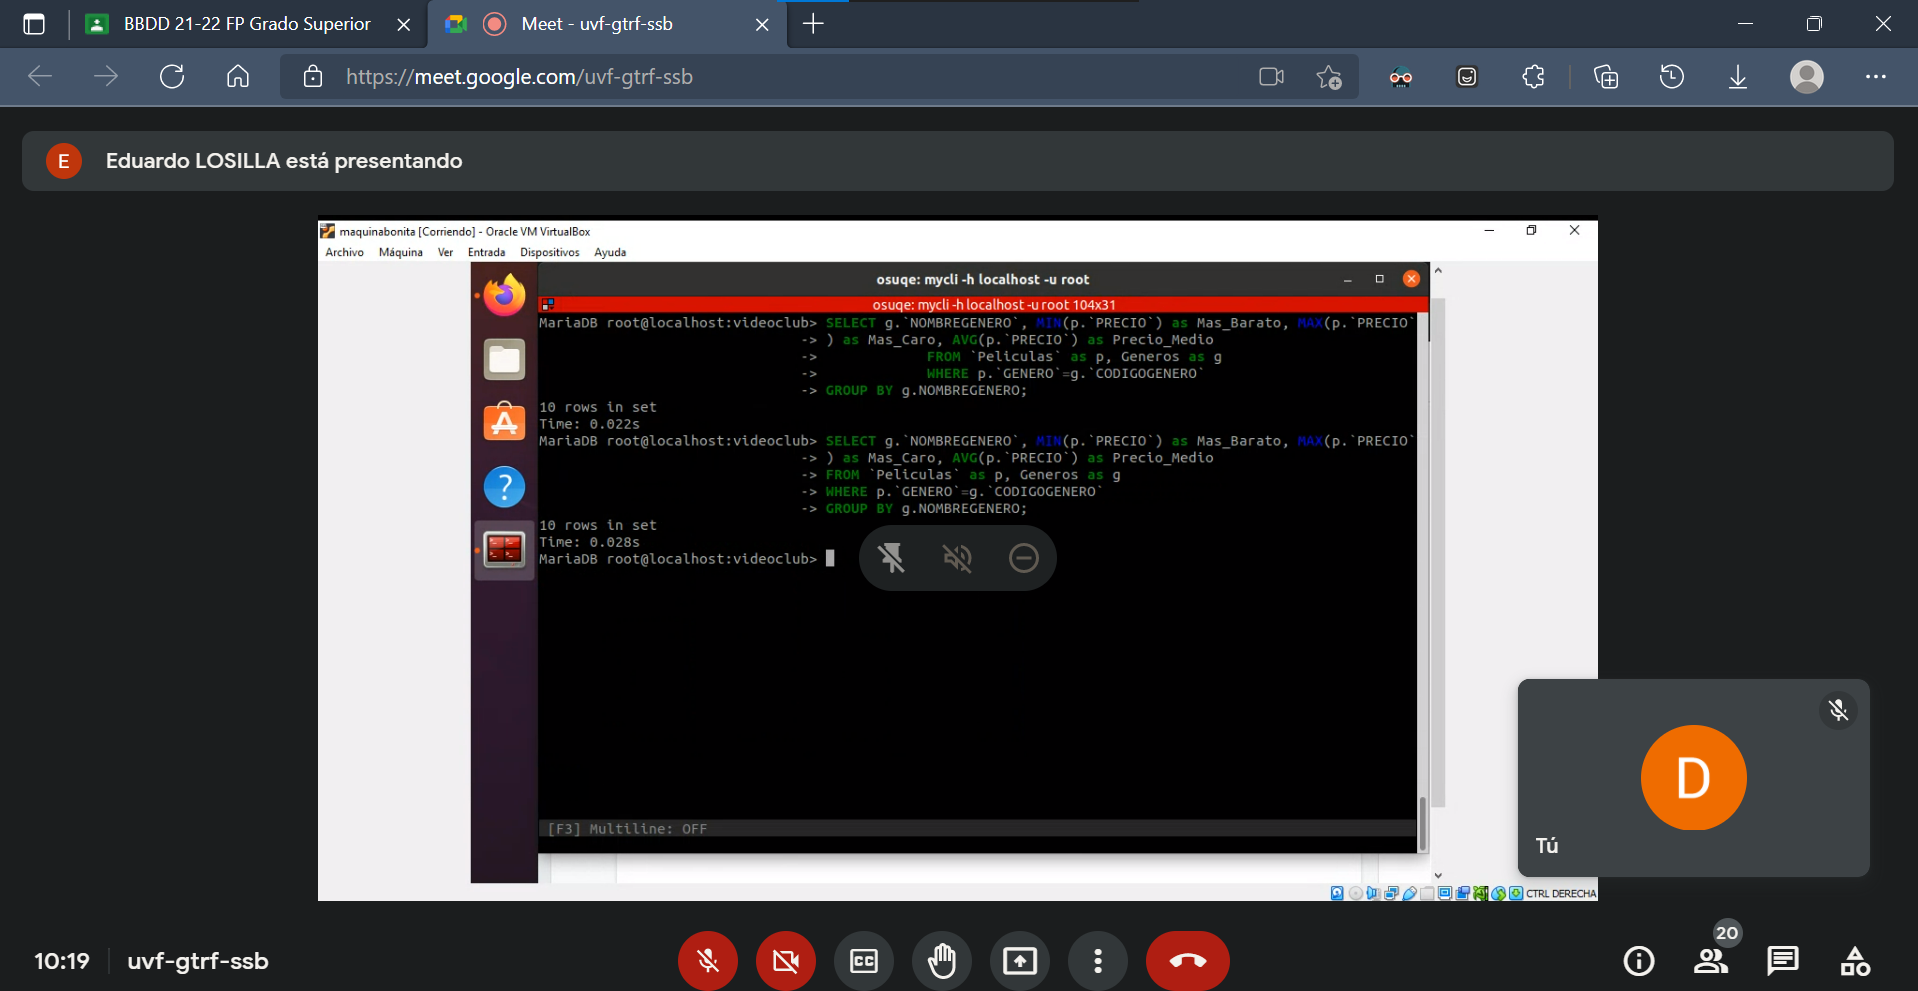 BBDD 21-22 FP Grado Superior
Meet - uvf-gtrf-ssb
https://meet.google.com/uvf-gtrf-ssb
E
Eduardo LOSILLA está presentando
maquinabonita [Corriendo] - Oracle VM VirtualBox
Archivo Máquina Ver Entrada Dispositivos Ayuda
osuqe: mycli -h localhost -u root
osuqe: mycli -h localhost -u root 104x31
MariaDB root@localhost:videoclub> SELECT g.`NOMBREGENERO`, MIN(p.`PRECIO`) as Mas_Barato, MAX(p.`PRECIO`
-> ) as Mas_Caro, AVG(p.`PRECIO`) as Precio_Medio
-> FROM `Peliculas` as p, Generos as g
-> WHERE p.`GENERO`=g.`CODIGOGENERO`
-> GROUP BY g.NOMBREGENERO;
10 rows in set
Time: 0.022s
MariaDB root@localhost:videoclub> SELECT g.`NOMBREGENERO`, MIN(p.`PRECIO`) as Mas_Barato, MAX(p.`PRECIO`
-> ) as Mas_Caro, AVG(p.`PRECIO`) as Precio_Medio
-> FROM `Peliculas` as p, Generos as g
-> WHERE p.`GENERO`=g.`CODIGOGENERO`
-> GROUP BY g.NOMBREGENERO;
10 rows in set
Time: 0.028s
MariaDB root@localhost:videoclub>
[F3] Multiline: OFF
D
Tú
CTRL DERECHA
10:19
uvf-gtrf-ssb
CC
20